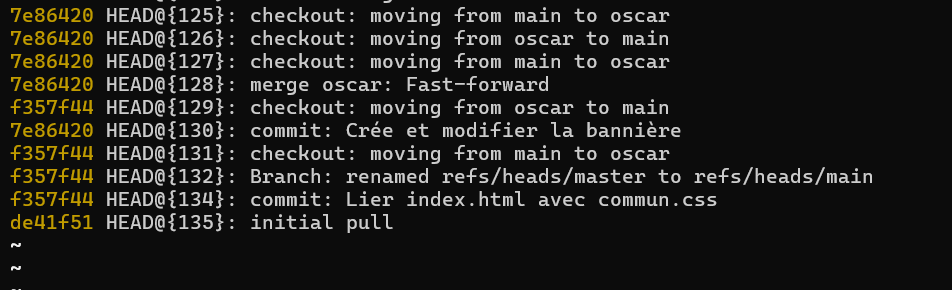 7e86420 HEAD@{125}: checkout: moving from main to oscar
7e86420 HEAD@{126}: checkout: moving from oscar to main
7e86420 HEAD@{127}: checkout: moving from main to oscar
7e86420 HEAD@{128}: merge oscar: Fast-forward
f357f44 HEAD@{129}: checkout: moving from oscar to main
7e86420 HEAD@{130}: commit: Crée et modifier la bannière
f357f44 HEAD@{131}: checkout: moving from main to oscar
f357f44 HEAD@{132}: Branch: renamed refs/heads/master to refs/heads/main
f357f44 HEAD@{134}: commit: Lier index.html avec commun.css
de41f51 HEAD@{135}: initial pull
~
~
~